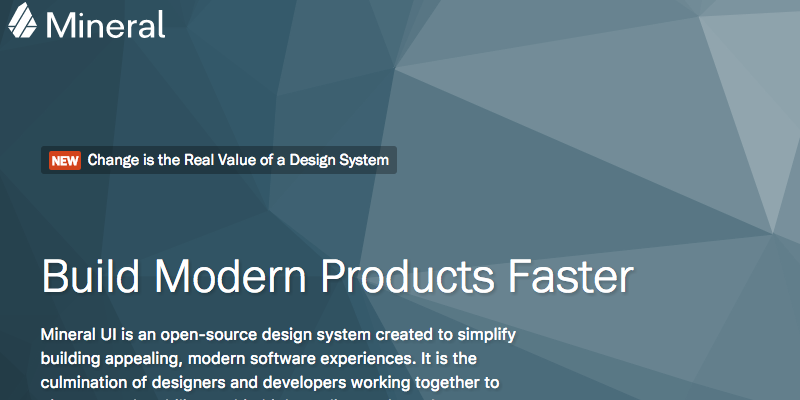 Mineral
NEW Change is the Real Value of a Design System
Build Modern Products Faster
Mineral UI is an open-source design system created to simplify
building appealing, modern software experiences. It is the
culmination of designers and developers working together to